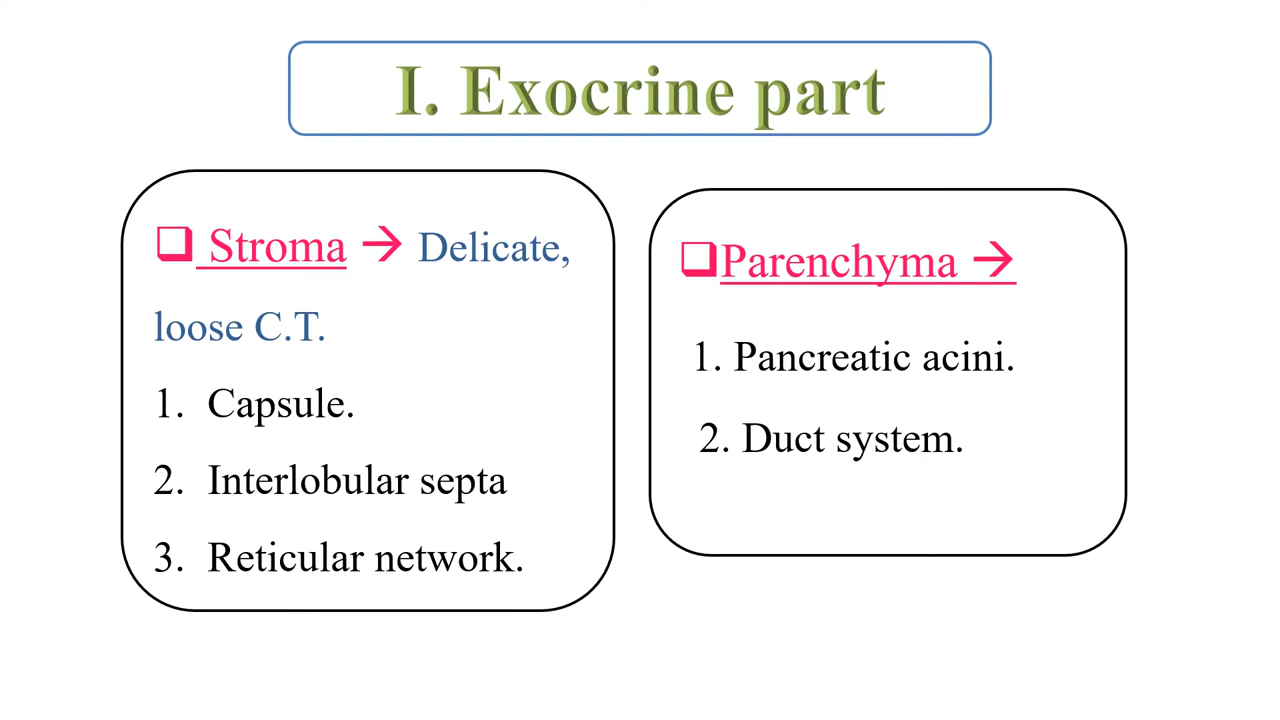 I. Exocrine part
❑ Stroma → Delicate,
loose C.T.
1. Capsule.
2. Interlobular septa
3. Reticular network.
❑Parenchyma →
1. Pancreatic acini.
2. Duct system.